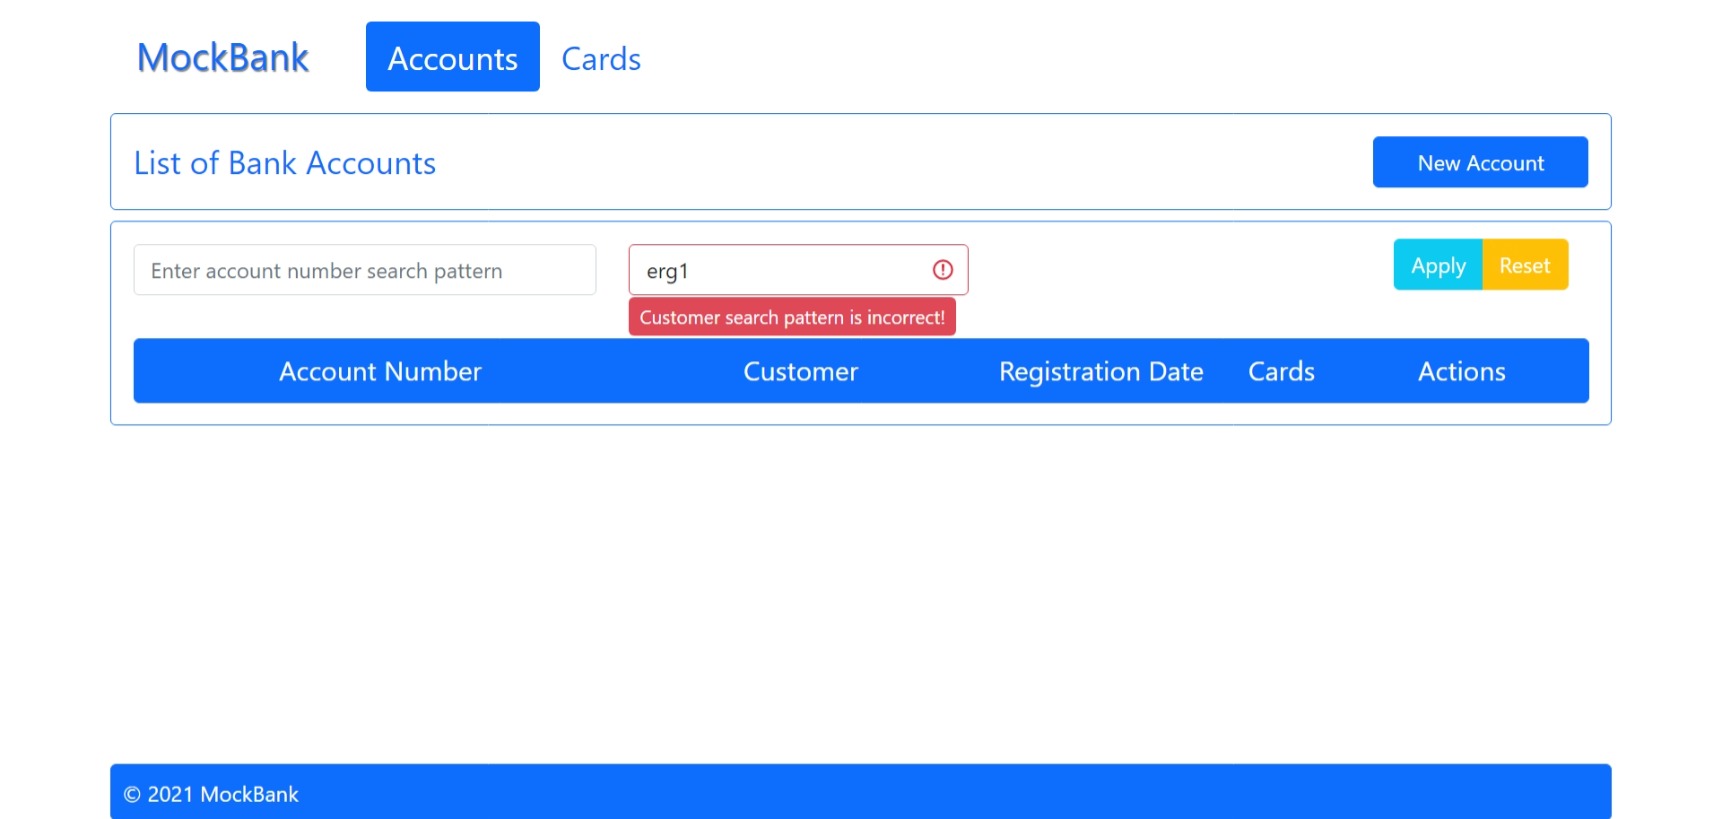 MockBank Accounts Cards
List of Bank Accounts New Account
Enter account number search pattern erg1 Apply Reset
Customer search pattern is incorrect!
Account Number Customer Registration Date Cards Actions
© 2021 MockBank